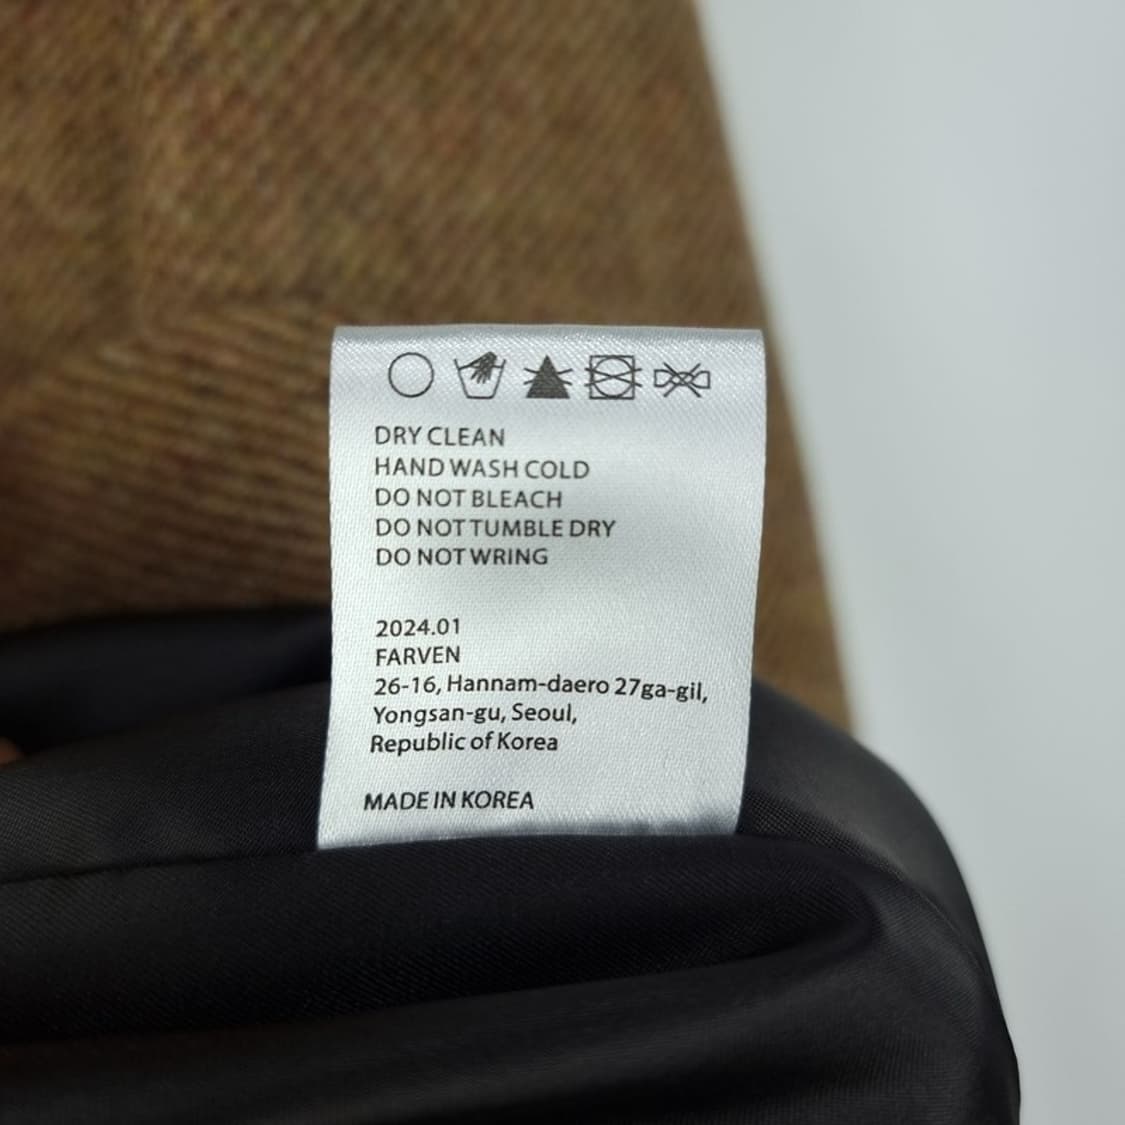 DRY CLEAN
HAND WASH COLD
DO NOT BLEACH
DO NOT TUMBLE DRY
DO NOT WRING
2024.01
FARVEN
26-16, Hannam-daero 27ga-gil,
Yongsan-gu, Seoul,
Republic of Korea
MADE IN KOREA